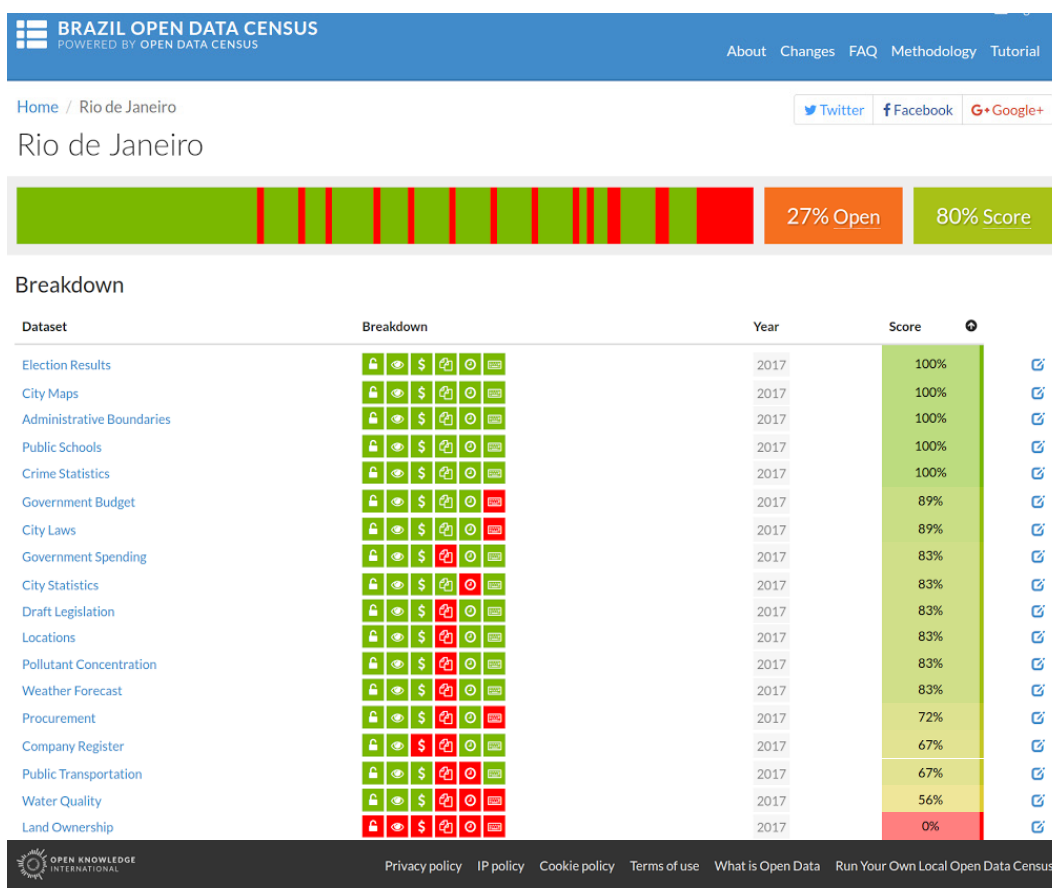 BRAZIL OPEN DATA CENSUS
POWERED BY OPEN DATA CENSUS
About Changes FAQ Methodology Tutorial
Home / Rio de Janeiro
Twitter Facebook G+ Google+
Rio de Janeiro
27% Open 80% Score
Breakdown
Dataset Breakdown Year Score
Election Results $ 2017 100%
City Maps $ 2017 100%
Administrative Boundaries $ 2017 100%
Public Schools $ 2017 100%
Crime Statistics $ 2017 100%
Government Budget $ 2017 89%
City Laws $ 2017 89%
Government Spending $ 2017 83%
City Statistics $ 2017 83%
Draft Legislation $ 2017 83%
Locations $ 2017 83%
Pollutant Concentration $ 2017 83%
Weather Forecast $ 2017 83%
Procurement $ 2017 72%
Company Register $ 2017 67%
Public Transportation $ 2017 67%
Water Quality $ 2017 56%
Land Ownership $ 2017 0%
OPEN KNOWLEDGE
INTERNATIONAL
Privacy policy IP policy Cookie policy Terms of use What is Open Data Run Your Own Local Open Data Census